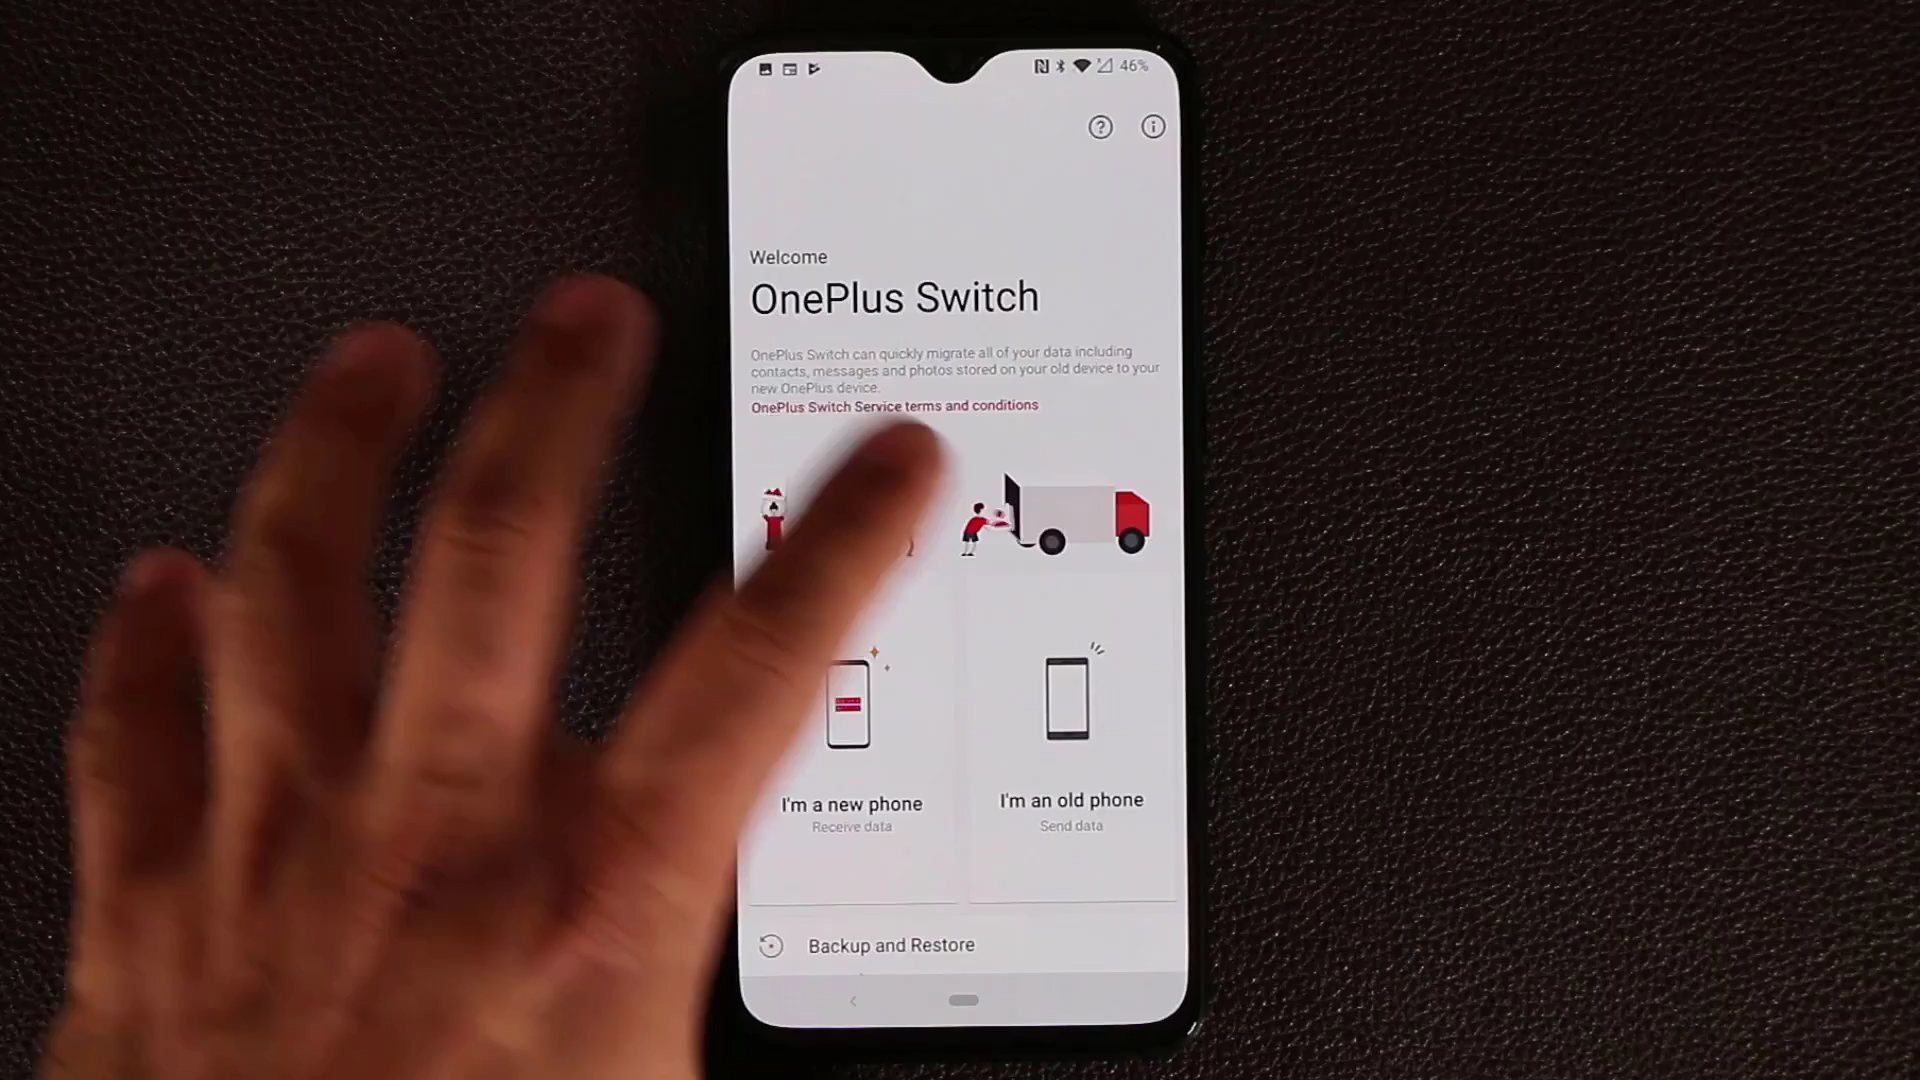 46%
Welcome
OnePlus Switch
OnePlus Switch can quickly migrate all of your data including
contacts, messages and photos stored on your old device to your
new OnePlus device.
OnePlus Switch Service terms and conditions
I'm a new phone
Receive data
I'm an old phone
Send data
Backup and Restore